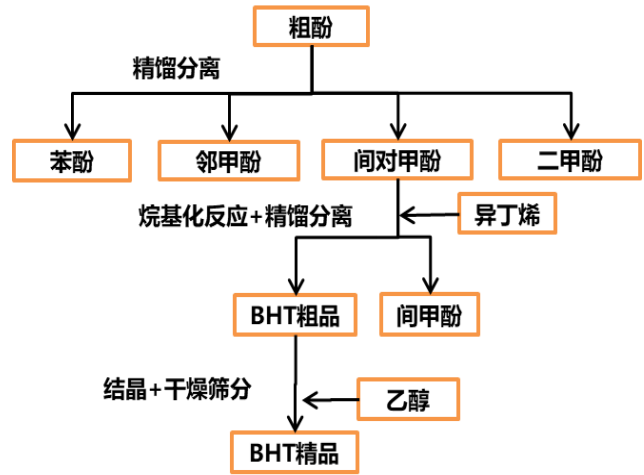 粗酚
精馏分离
苯酚
邻甲酚
间对甲酚
二甲酚
烷基化反应+精馏分离
异丁烯
BHT粗品
间甲酚
结晶+干燥筛分
乙醇
BHT精品